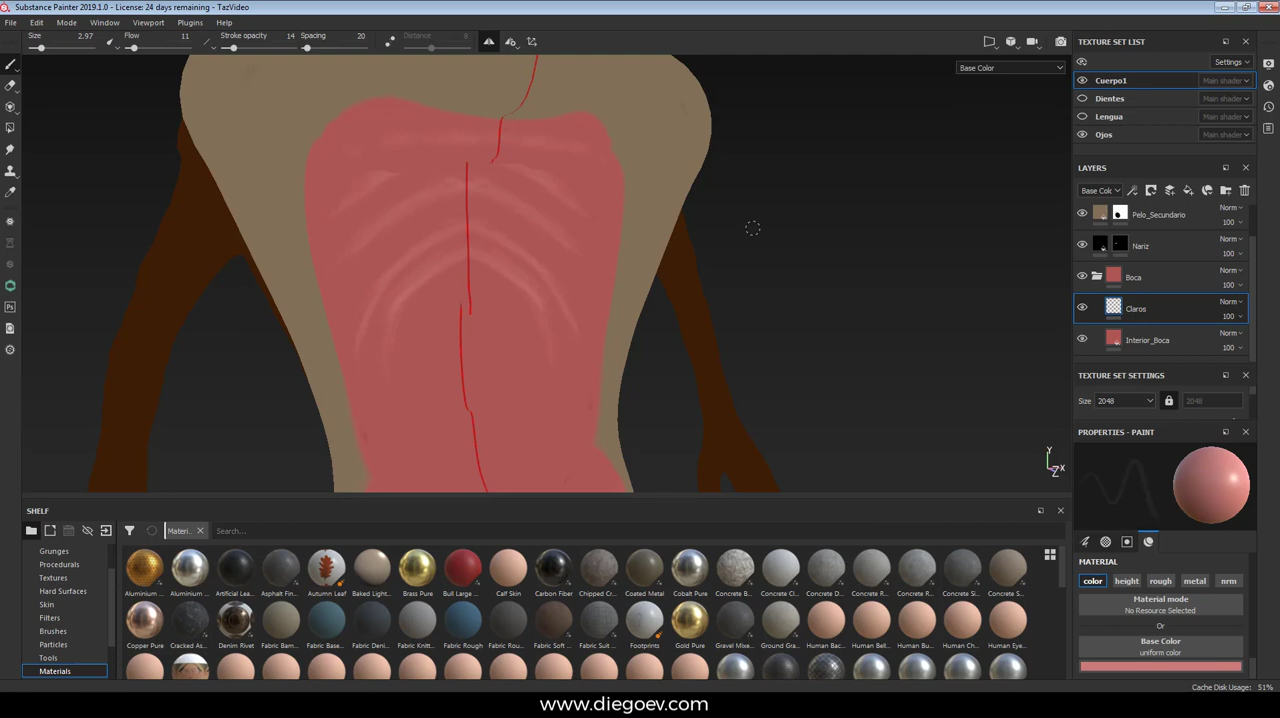 Substance Painter 2019.1.0 - License: 24 days remaining - TazVideo
File Edit Mode Window Viewport Plugins Help
Size 2.97 Flow 11 Stroke opacity 14 Spacing 20 Distance 8
Base Color
TEXTURE SET LIST
Settings
Cuerpo1 Main shader
Dientes Main shader
Lengua Main shader
Ojos Main shader
LAYERS
Base Colc
Pelo_Secundario Norm 100
Nariz Norm 100
Boca Norm 100
Claros Norm 100
Interior_Boca Norm 100
TEXTURE SET SETTINGS
Size 2048 2048
PROPERTIES - PAINT
Y
X
Z
Ps
MATERIAL
color height rough metal nrm
Material mode
No Resource Selected
Or
Base Color
uniform color
SHELF
Materi... Search...
Grunges
Procedurals
Textures
Hard Surfaces
Skin
Filters
Brushes
Particles
Tools
Materials
Aluminium ... Aluminium ... Artificial Lea... Asphalt Fin... Autumn Leaf Baked Light... Brass Pure Bull Large ... Calf Skin Carbon Fiber Chipped Cr... Coated Metal Cobalt Pure Concrete B... Concrete C... Concrete D... Concrete R... Concrete Si... Concrete S...
Copper Pure Cracked As... Denim Rivet Fabric Bam... Fabric Base... Fabric Deni... Fabric Knitt... Fabric Rough Fabric Rou... Fabric Soft ... Fabric Suit ... Footprints Gold Pure Gravel Mixe... Ground Gra... Human Bac... Human Bell... Human Bu... Human Ch... Human Eye...
Cache Disk Usage: 51%
www.diegoev.com